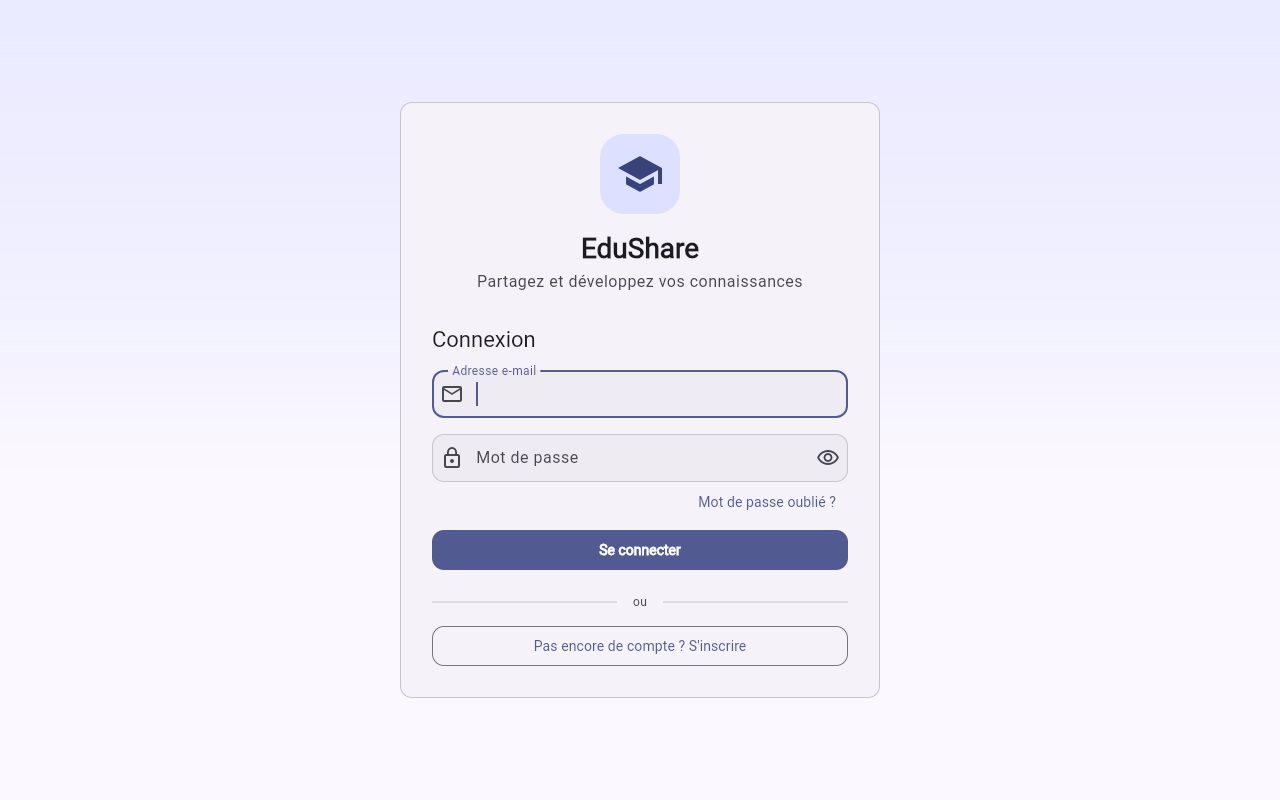 EduShare
Partagez et développez vos connaissances
Connexion
Adresse e-mail
Mot de passe
Mot de passe oublié ?
Se connecter
ou
Pas encore de compte ? S'inscrire